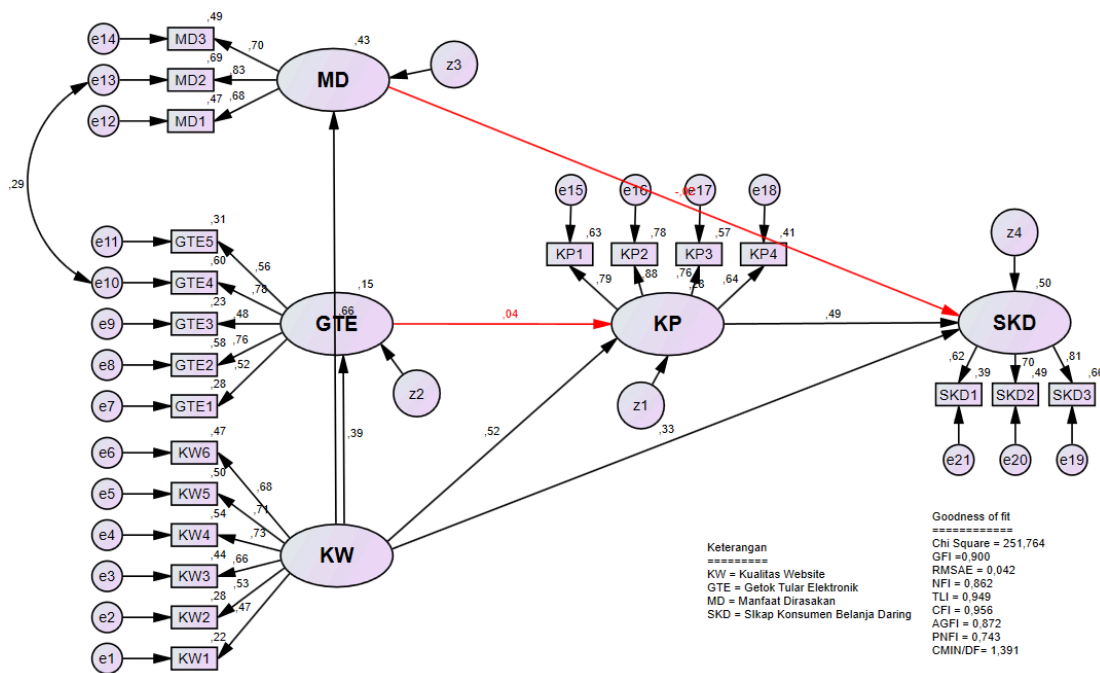 ,49
,43
e14
MD3
,70
z3
,69
e13
MD2
,83
MD
,47
,68
e12
MD1
,29
e15
e16
e17
e18
,31
,63
,78
,57
,41
z4
e11
GTE5
KP1
KP2
KP3
KP4
,60
,56
,79
,88
,76
,64
,50
e10
GTE4
,78
,15
,23
,66
e9
GTE3
,48
GTE
,04
KP
,49
SKD
,58
,76
e8
GTE2
,52
,62
,70
,81
,28
z2
,39
,49
,66
e7
GTE1
z1
SKD1
SKD2
SKD3
,47
,39
,52
,33
e6
KW6
e21
e20
e19
,50
,68
e5
KW5
,71
,54
,73
e4
KW4
KW
,44
,66
e3
KW3
,53
,28
,47
e2
KW2
,22
e1
KW1
Keterangan
=========
KW = Kualitas Website
GTE = Getok Tular Elektronik
MD = Manfaat Dirasakan
SKD = SIkap Konsumen Belanja Daring
Goodness of fit
============
Chi Square = 251,764
GFI =0,900
RMSAE = 0,042
NFI = 0,862
TLI = 0,949
CFI = 0,956
AGFI = 0,872
PNFI = 0,743
CMIN/DF= 1,391